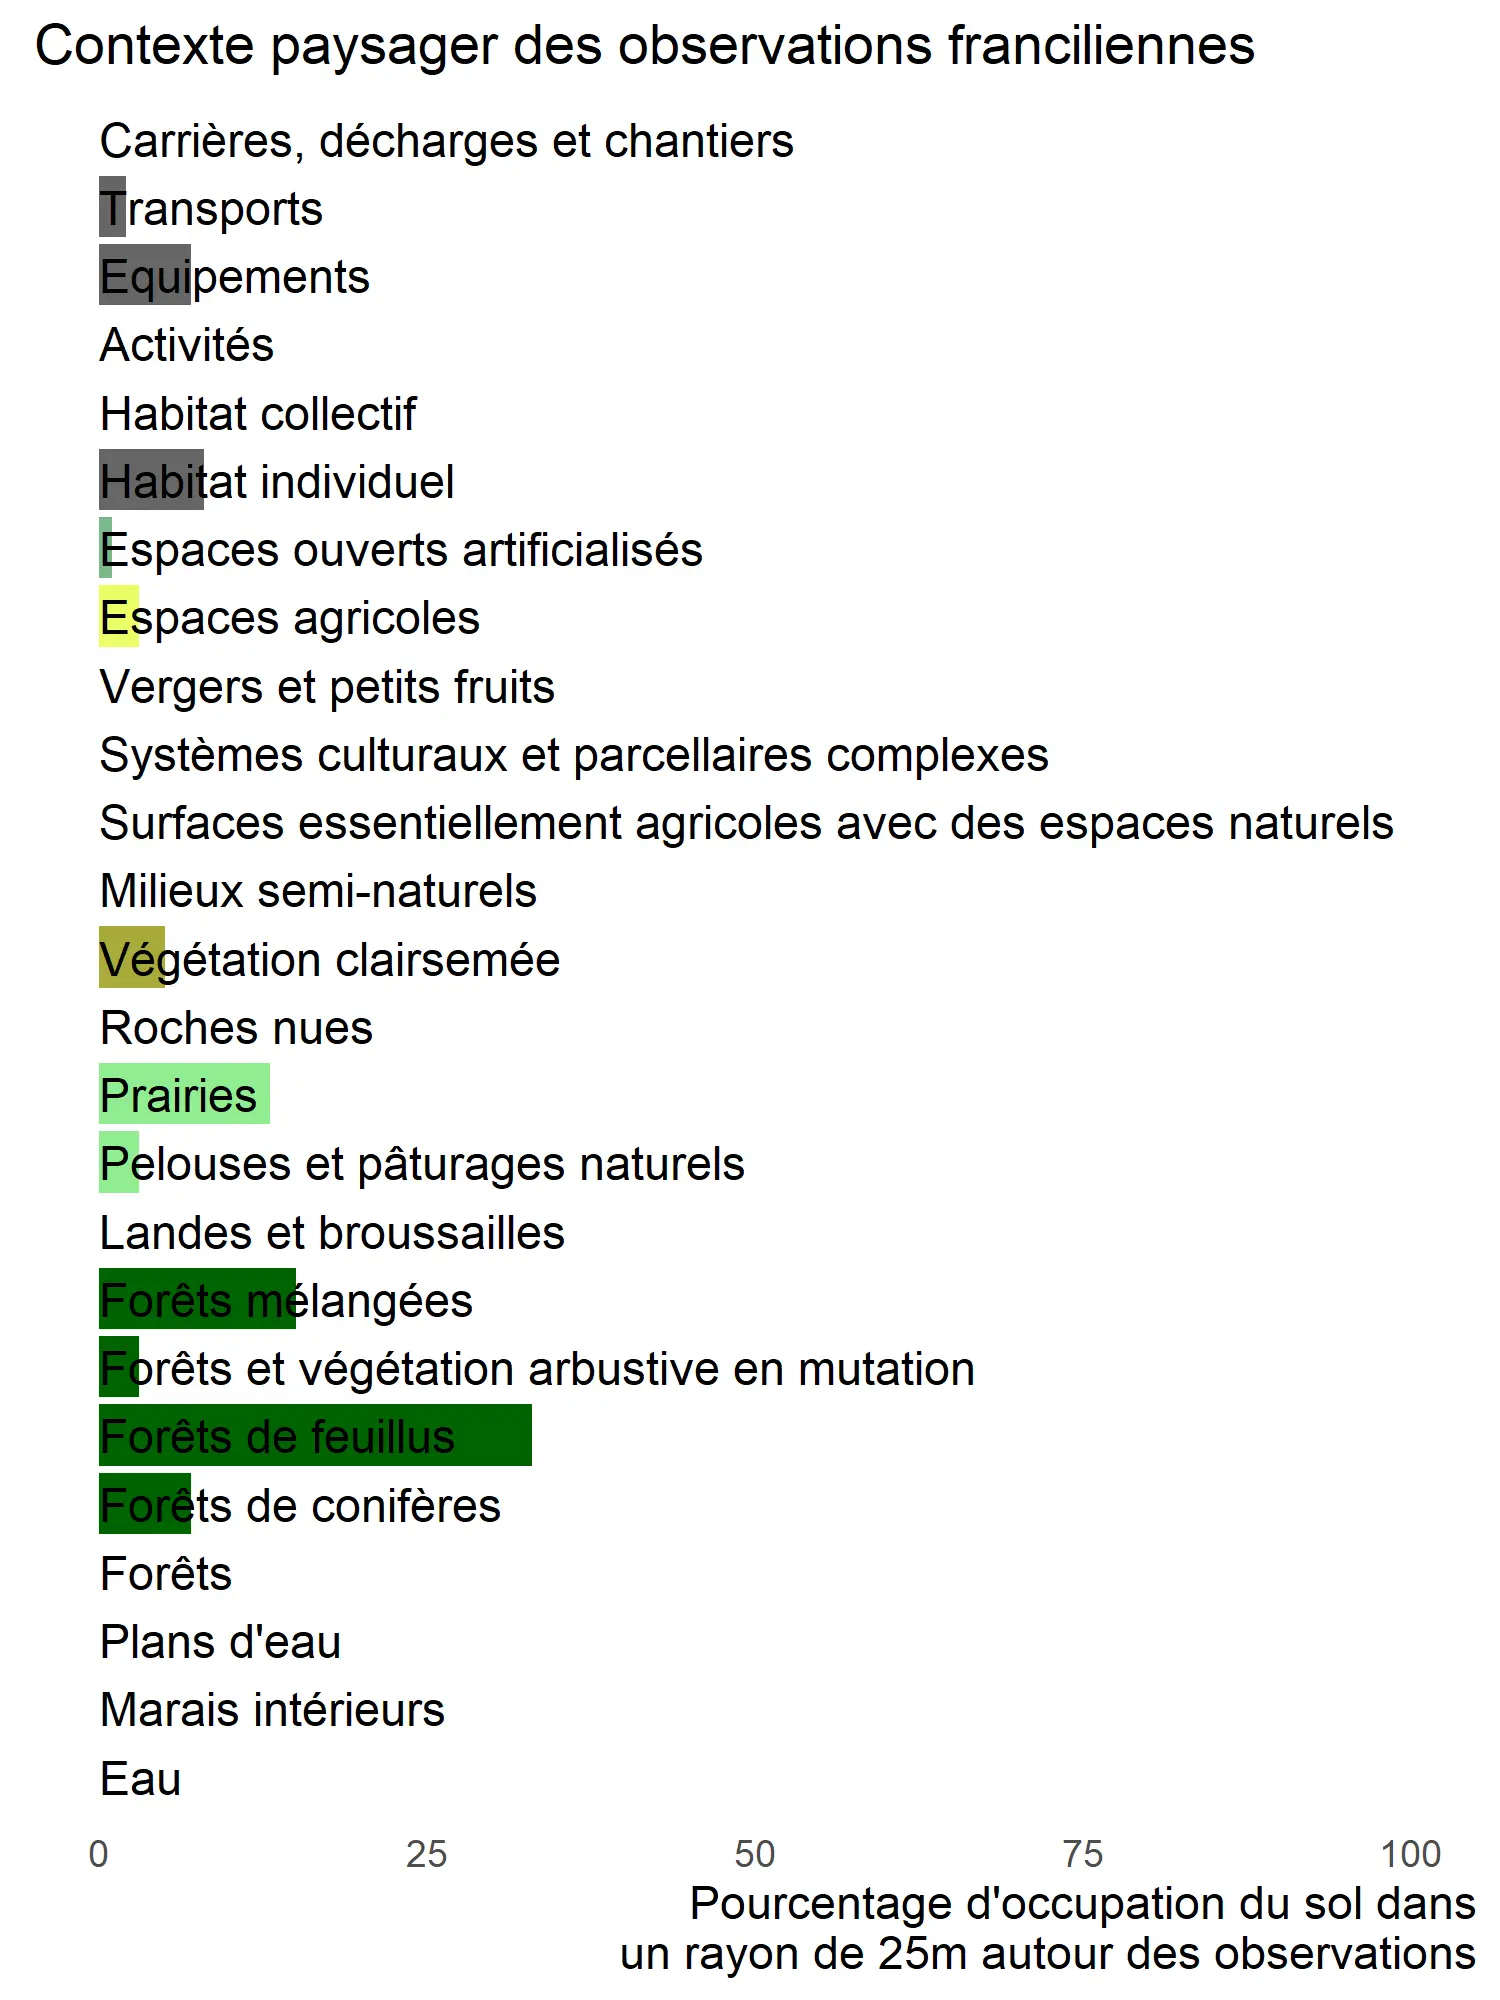 Contexte paysager des observations franciliennes
Carrières, décharges et chantiers
Transports
Equipements
Activités
Habitat collectif
Habitat individuel
Espaces ouverts artificialisés
Espaces agricoles
Vergers et petits fruits
Systèmes culturaux et parcellaires complexes
Surfaces essentiellement agricoles avec des espaces naturels
Milieux semi-naturels
Végétation clairsemée
Roches nues
Prairies
Pelouses et pâturages naturels
Landes et broussailles
Forêts mélangées
Forêts et végétation arbustive en mutation
Forêts de feuillus
Forêts de conifères
Forêts
Plans d'eau
Marais intérieurs
Eau
0 25 50 75 100
Pourcentage d'occupation du sol dans
un rayon de 25m autour des observations